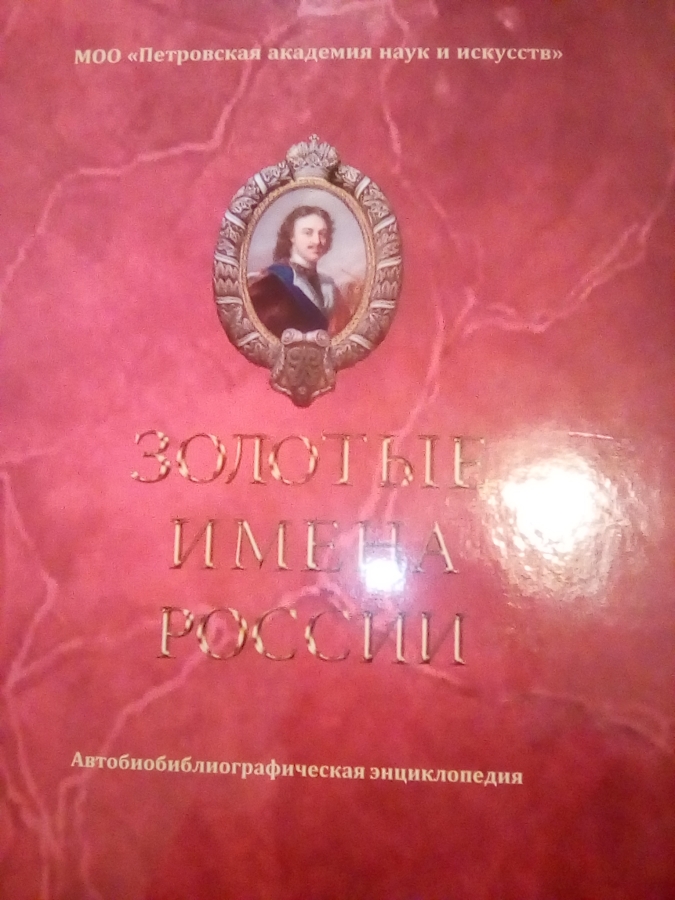 МОО «Петровская академия наук и искусств»
ЗОЛОТЫЕ
ИМЕНА
РОССИИ
Автобиобиблиографическая энциклопедия